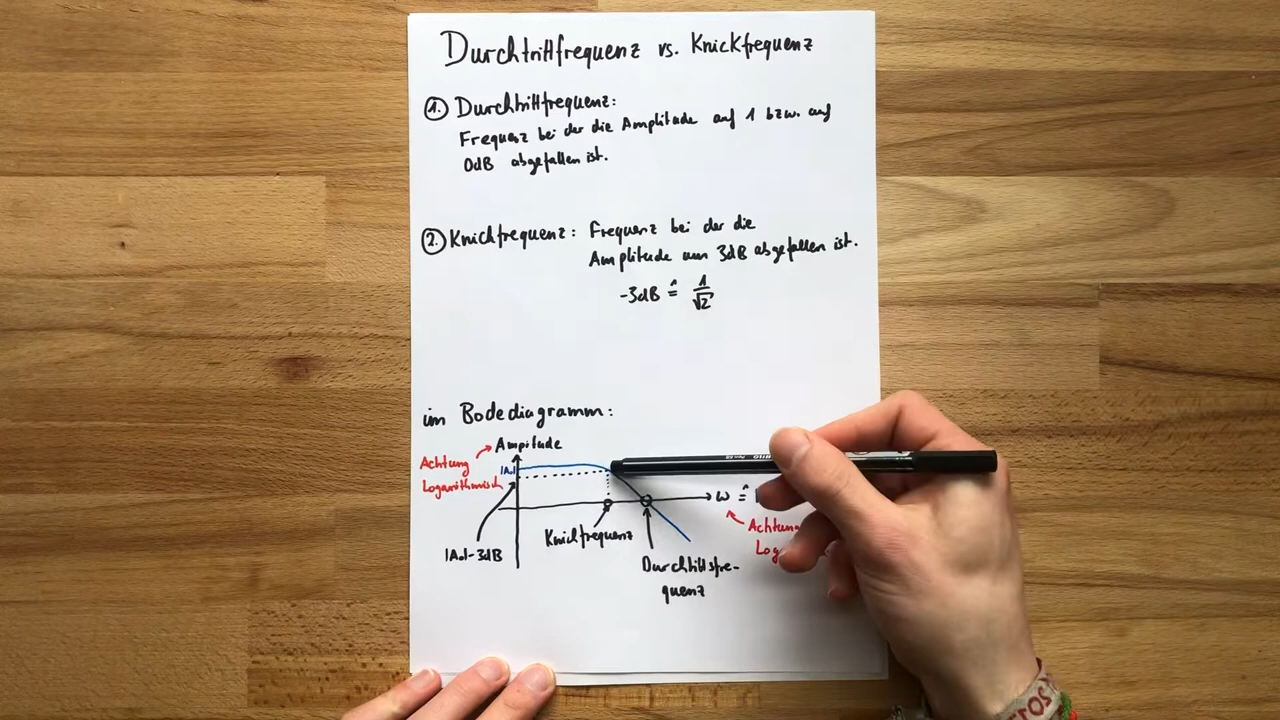 Durchtrittfrequenz vs. Knickfrequenz
1. Durchtrittfrequenz:
Frequenz bei der die Amplitude auf 1 bzw. auf
0dB abgefallen ist.
2. Knickfrequenz: Frequenz bei der die
Amplitude um 3dB abgefallen ist.
-3dB ≙ 1/√2
im Bodediagramm:
Amplitude
Achtung
Logarithmisch
|A₀|
ω ≙
|A₀|-3dB
Knickfrequenz
Achtung
Log
Durchtrittsfre-
quenz